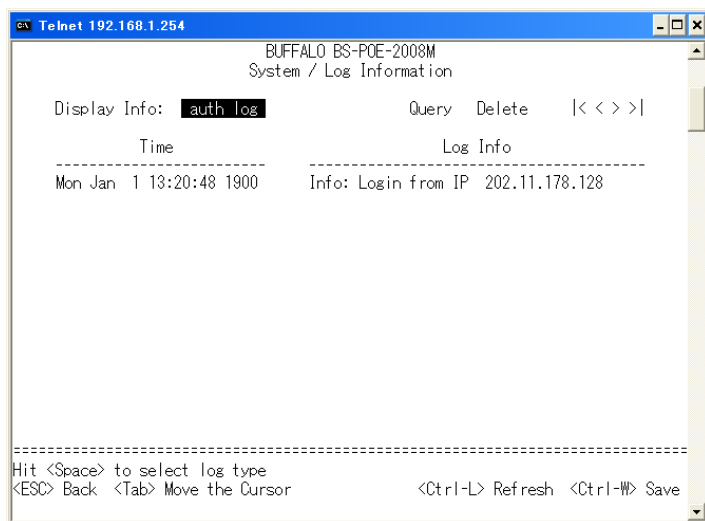 Telnet 192.168.1.254
BUFFALO BS-POE-2008M
System / Log Information
Display Info: auth log Query Delete |< < > >|
Time Log Info
------------------------- ----------------------------------------
Mon Jan 1 13:20:48 1900 Info: Login from IP 202.11.178.128
================================================================================
Hit <Space> to select log type
<ESC> Back <Tab> Move the Cursor <Ctrl-L> Refresh <Ctrl-W> Save